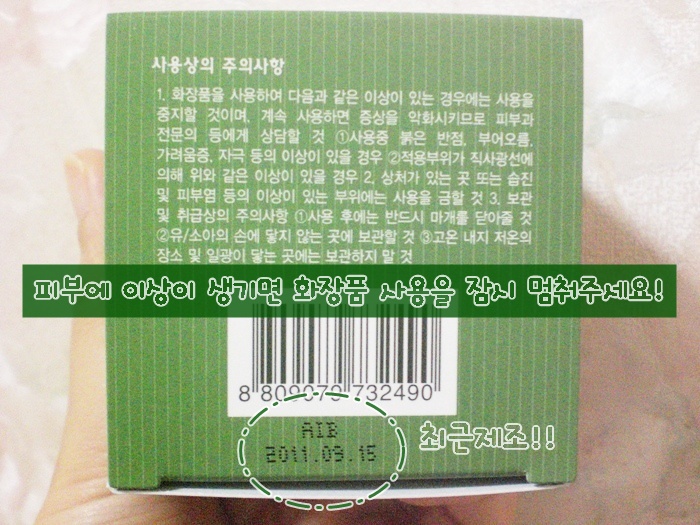 사용상의 주의사항
1. 화장품을 사용하여 다음과 같은 이상이 있는 경우에는 사용을
중지할 것이며, 계속 사용하면 증상을 악화시키므로 피부과
전문의 등에게 상담할 것 ①사용중 붉은 반점, 부어오름,
가려움증, 자극 등의 이상이 있을 경우 ②적용부위가 직사광선에
의해 위와 같은 이상이 있을 경우 2. 상처가 있는 곳 또는 습진
및 피부염 등의 이상이 있는 부위에는 사용을 금할 것 3. 보관
및 취급상의 주의사항 ①사용 후에는 반드시 마개를 닫아둘 것
②유/소아의 손에 닿지 않는 곳에 보관할 것 ③고온 내지 저온의
장소 및 일광이 닿는 곳에는 보관하지 말 것
피부에 이상이 생기면 화장품 사용을 잠시 멈춰주세요!
8 809079 732490
AIB
2011.09.15
최근제조!!